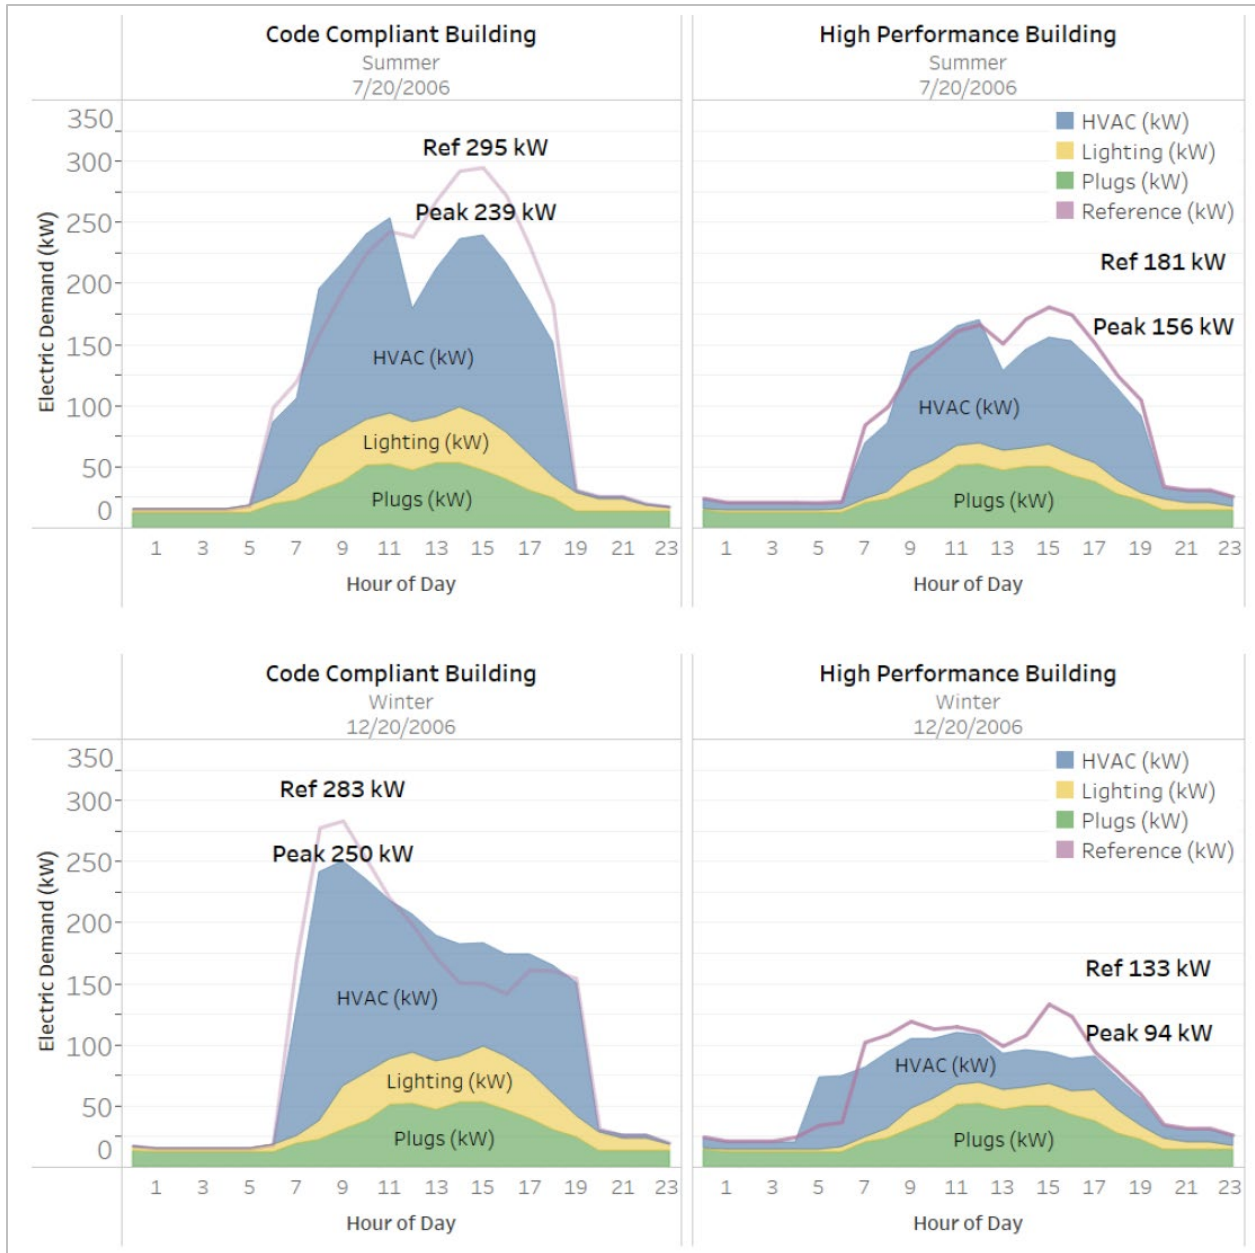 Code Compliant Building
Summer
7/20/2006
High Performance Building
Summer
7/20/2006
350
300
250
200
150
100
50
0
Electric Demand (kW)
Ref 295 kW
Peak 239 kW
HVAC (kW)
Lighting (kW)
Plugs (kW)
1 3 5 7 9 11 13 15 17 19 21 23
Hour of Day
HVAC (kW)
Lighting (kW)
Plugs (kW)
Reference (kW)
Ref 181 kW
Peak 156 kW
HVAC (kW)
Plugs (kW)
1 3 5 7 9 11 13 15 17 19 21 23
Hour of Day
Code Compliant Building
Winter
12/20/2006
High Performance Building
Winter
12/20/2006
350
300
250
200
150
100
50
0
Electric Demand (kW)
Ref 283 kW
Peak 250 kW
HVAC (kW)
Lighting (kW)
Plugs (kW)
1 3 5 7 9 11 13 15 17 19 21 23
Hour of Day
HVAC (kW)
Lighting (kW)
Plugs (kW)
Reference (kW)
Ref 133 kW
Peak 94 kW
HVAC (kW)
Plugs (kW)
1 3 5 7 9 11 13 15 17 19 21 23
Hour of Day